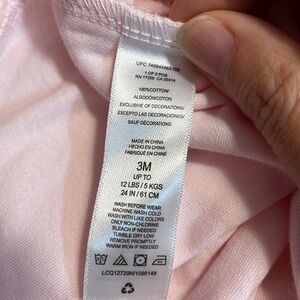 1 OF 2 PCS
100%COTTON/
ALGODÓN/COTON
EXCLUSIVE OF DECORATIONS/
EXCEPTO LAS DECORACIONES/
SAUF DÉCORATIONS
MADE IN CHINA
HECHO EN CHINA
FABRIQUÉ EN CHINE
3M
UP TO
12 LBS / 5 KGS
24 IN / 61 CM
WASH BEFORE WEAR
MACHINE WASH COLD
WASH WITH LIKE COLORS
ONLY NON-CHLORINE
BLEACH IF NEEDED
TUMBLE DRY LOW
REMOVE PROMPTLY
WARM IRON IF NEEDED
LCQ12729N/1086148